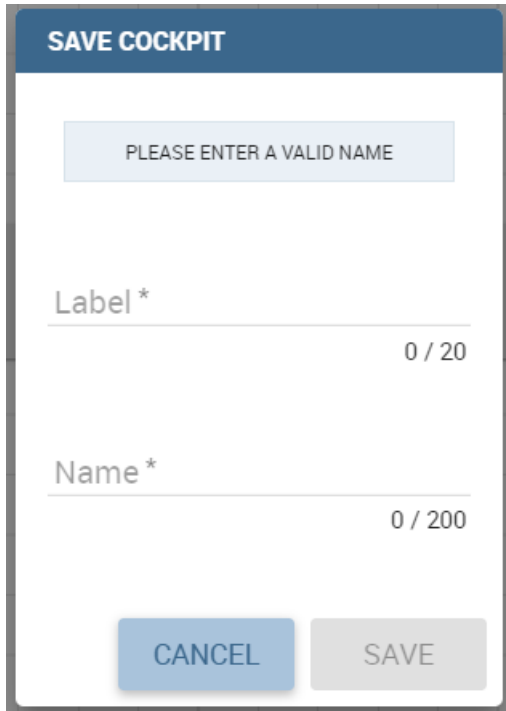 SAVE COCKPIT
PLEASE ENTER A VALID NAME
Label *
0 / 20
Name *
0 / 200
CANCEL SAVE